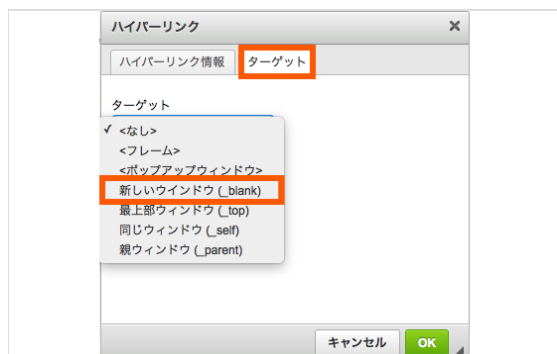 ハイパーリンク
ハイパーリンク情報 ターゲット
ターゲット
✓ <なし>
<フレーム>
<ポップアップウィンドウ>
新しいウインドウ (_blank)
最上部ウィンドウ (_top)
同じウィンドウ (_self)
親ウィンドウ (_parent)
キャンセル OK